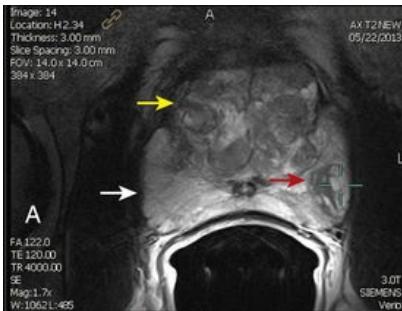 Image: 14
Location: H2.34
Thickness: 3.00 mm
Slice Spacing: 3.00 mm
FOV: 14.0 x 14.0cm
384 x 384
A
AX T2 NEW
05/22/2013
L
A
FA 122.0
TE 120.00
TR 4000.00
SE
Mag: 1.7x
W: 1062 L: 485
3.0T
SIEMENS
Verio